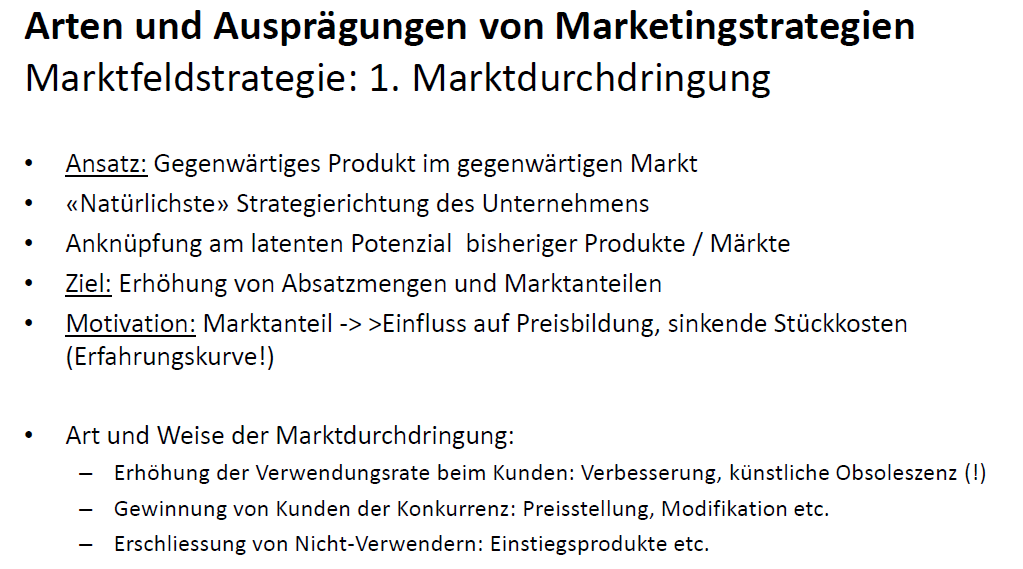 Arten und Ausprägungen von Marketingstrategien
Marktfeldstrategie: 1. Marktdurchdringung
• Ansatz: Gegenwärtiges Produkt im gegenwärtigen Markt
• «Natürlichste» Strategierichtung des Unternehmens
• Anknüpfung am latenten Potenzial  bisheriger Produkte / Märkte
• Ziel: Erhöhung von Absatzmengen und Marktanteilen
• Motivation: Marktanteil -> >Einfluss auf Preisbildung, sinkende Stückkosten
(Erfahrungskurve!)
• Art und Weise der Marktdurchdringung:
– Erhöhung der Verwendungsrate beim Kunden: Verbesserung, künstliche Obsoleszenz (!)
– Gewinnung von Kunden der Konkurrenz: Preisstellung, Modifikation etc.
– Erschliessung von Nicht-Verwendern: Einstiegsprodukte etc.